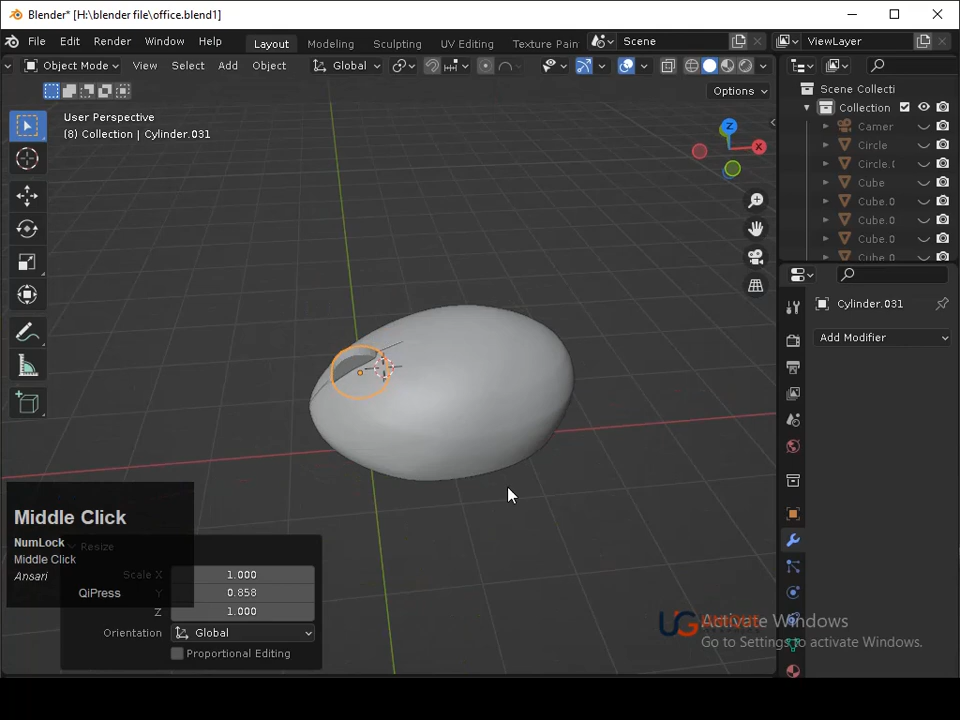 Blender* [H:\blender file\office.blend1]
File Edit Render Window Help Layout Modeling Sculpting UV Editing Texture Pain Scene ViewLayer
Object Mode View Select Add Object Global
Options
User Perspective
(8) Collection | Cylinder.031
Z
X
Scene Collecti
Collection
Camer
Circle
Circle.(
Cube
Cube.0
Cube.0
Cube.0
Cube.0
Cylinder.031
Add Modifier
Middle Click
NumLock
Middle Click
Ansari
QiPress
Resize
Scale X 1.000
Y 0.858
Z 1.000
Orientation Global
Proportional Editing
UG
Activate Windows
Go to Settings to activate Windows.